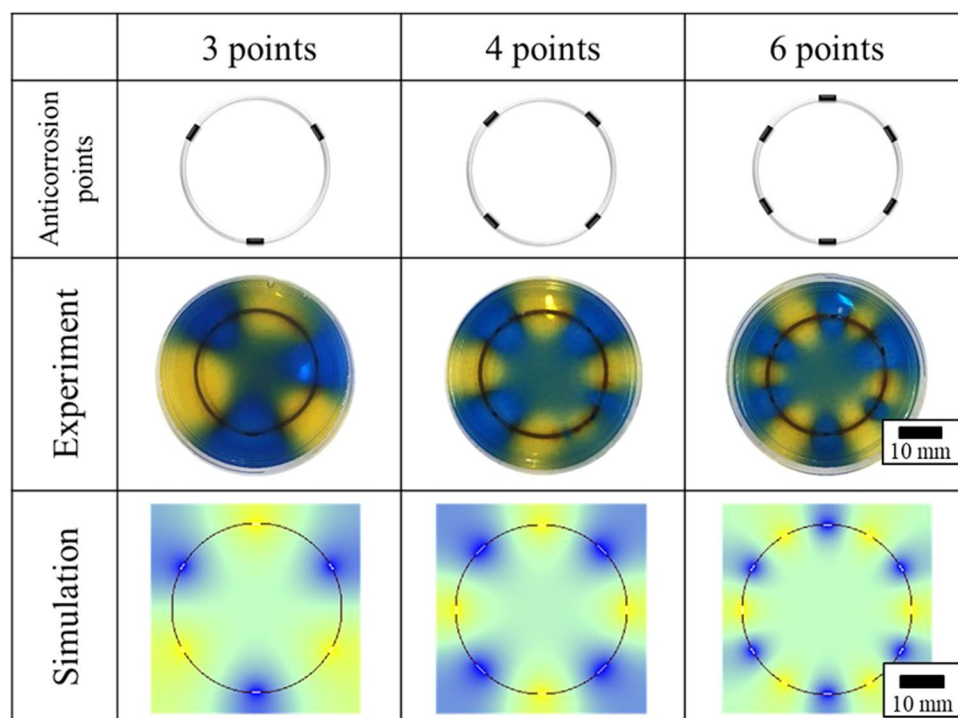 3 points
4 points
6 points
Anticorrosion
points
Experiment
10 mm
Simulation
10 mm